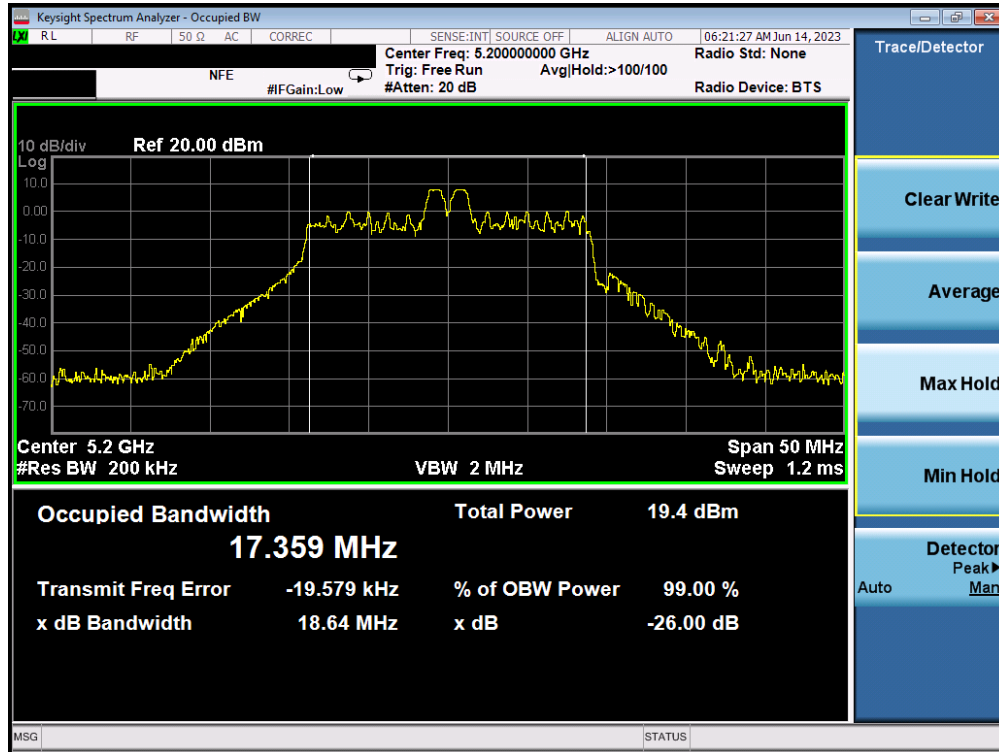 Keysight Spectrum Analyzer - Occupied BW
LXI RL RF 50 Ω AC CORREC SENSE:INT SOURCE OFF ALIGN AUTO 06:21:27 AM Jun 14, 2023
Center Freq: 5.200000000 GHz Radio Std: None
NFE Trig: Free Run Avg|Hold:>100/100
#IFGain:Low #Atten: 20 dB Radio Device: BTS
Trace/Detector
10 dB/div Ref 20.00 dBm
Log
10.0
0.00
-10.0
-20.0
-30.0
-40.0
-50.0
-60.0
-70.0
Center 5.2 GHz Span 50 MHz
#Res BW 200 kHz VBW 2 MHz Sweep 1.2 ms
Occupied Bandwidth Total Power 19.4 dBm
17.359 MHz
Transmit Freq Error -19.579 kHz % of OBW Power 99.00 %
x dB Bandwidth 18.64 MHz x dB -26.00 dB
Clear Write
Average
Max Hold
Min Hold
Detector
Peak▶
Auto Man
MSG STATUS